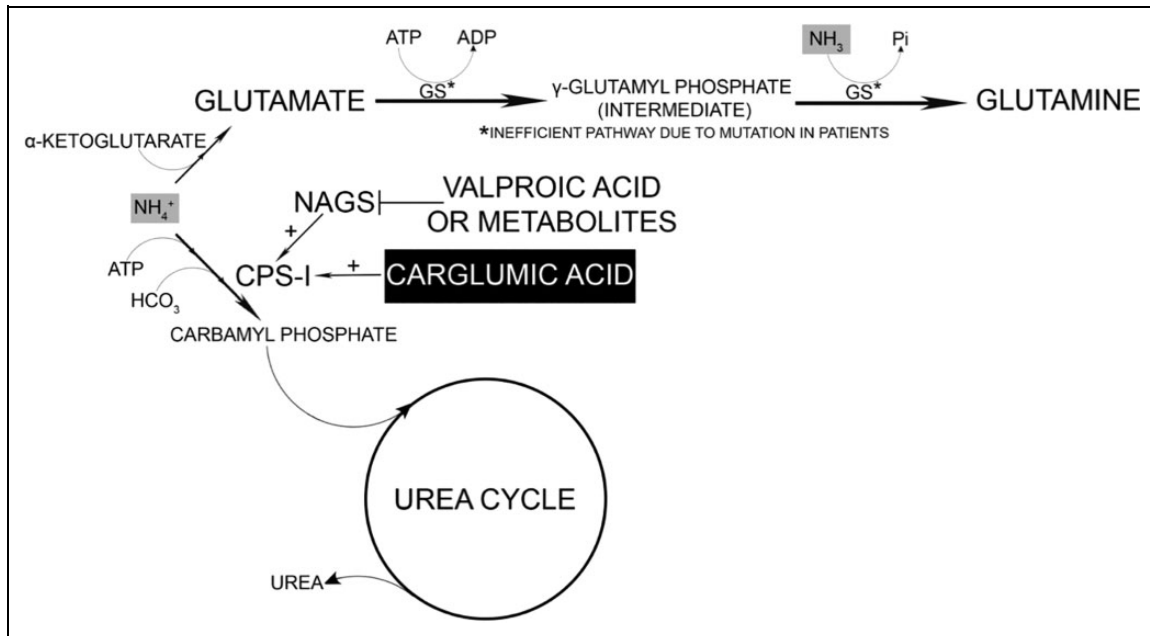 ATP ADP
NH₃ Pi
GLUTAMATE
GS*
γ-GLUTAMYL PHOSPHATE
(INTERMEDIATE)
GS*
GLUTAMINE
*INEFFICIENT PATHWAY DUE TO MUTATION IN PATIENTS
α-KETOGLUTARATE
NH₄⁺
NAGS
VALPROIC ACID
OR METABOLITES
+
ATP
CPS-I
+
CARGLUMIC ACID
HCO₃
CARBAMYL PHOSPHATE
UREA CYCLE
UREA